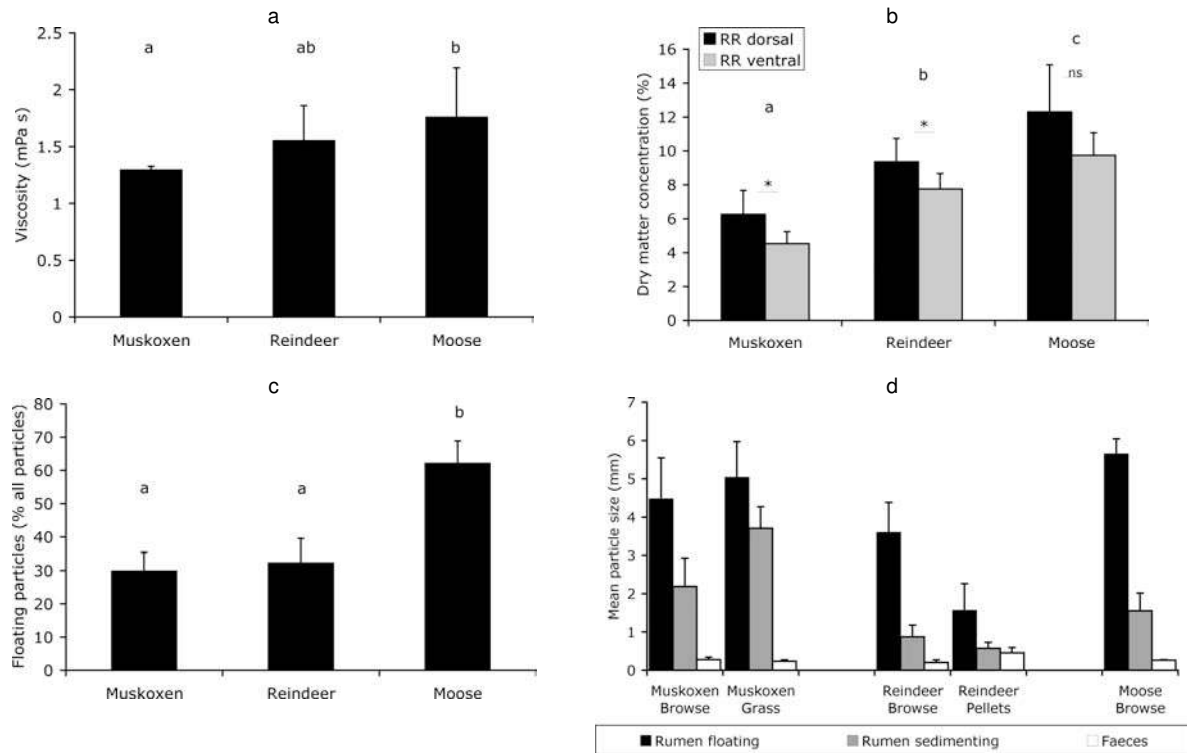 a
2.5
2
1.5
1
0.5
0
Viscosity (mPa s)
a
ab
b
Muskoxen
Reindeer
Moose
b
RR dorsal
RR ventral
16
14
12
10
8
6
4
2
0
Dry matter concentration (%)
a
*
b
*
c
ns
Muskoxen
Reindeer
Moose
c
80
70
60
50
40
30
20
10
0
Floating particles (% all particles)
a
a
b
Muskoxen
Reindeer
Moose
d
7
6
5
4
3
2
1
0
Mean particle size (mm)
Muskoxen
Browse
Muskoxen
Grass
Reindeer
Browse
Reindeer
Pellets
Moose
Browse
Rumen floating
Rumen sedimenting
Faeces